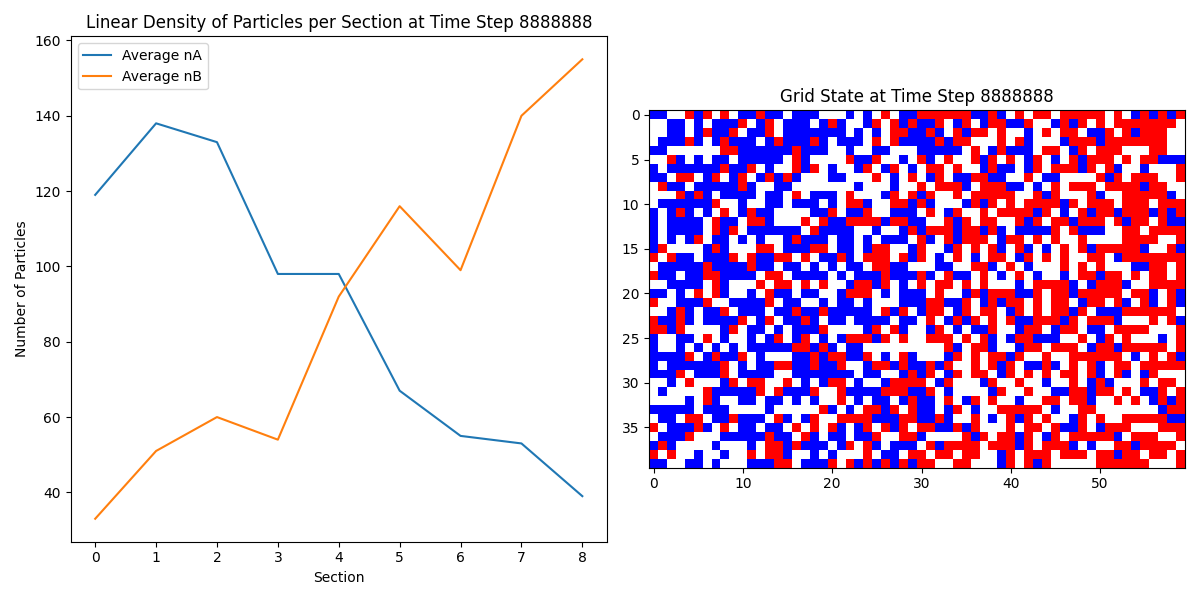 Linear Density of Particles per Section at Time Step 8888888
160
140
120
100
80
60
40
Number of Particles
Average nA
Average nB
0 1 2 3 4 5 6 7 8
Section
Grid State at Time Step 8888888
0
5
10
15
20
25
30
35
0 10 20 30 40 50